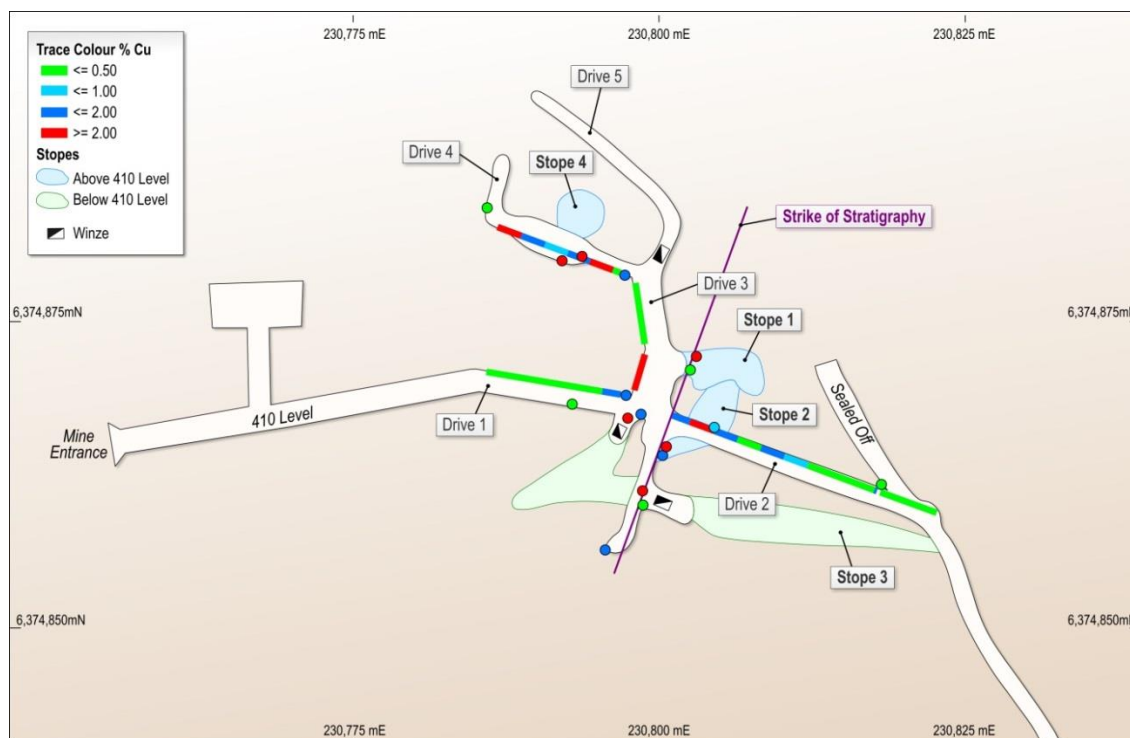 230,775 mE
230,800 mE
230,825 mE
Trace Colour % Cu
<= 0.50
<= 1.00
<= 2.00
>= 2.00
Stopes
Above 410 Level
Below 410 Level
Winze
Drive 5
Drive 4
Stope 4
Strike of Stratigraphy
Drive 3
6,374,875mN
6,374,875mN
Stope 1
Stope 2
Sealed Off
410 Level
Drive 1
Mine
Entrance
Drive 2
Stope 3
6,374,850mN
6,374,850mN
230,775 mE
230,800 mE
230,825 mE